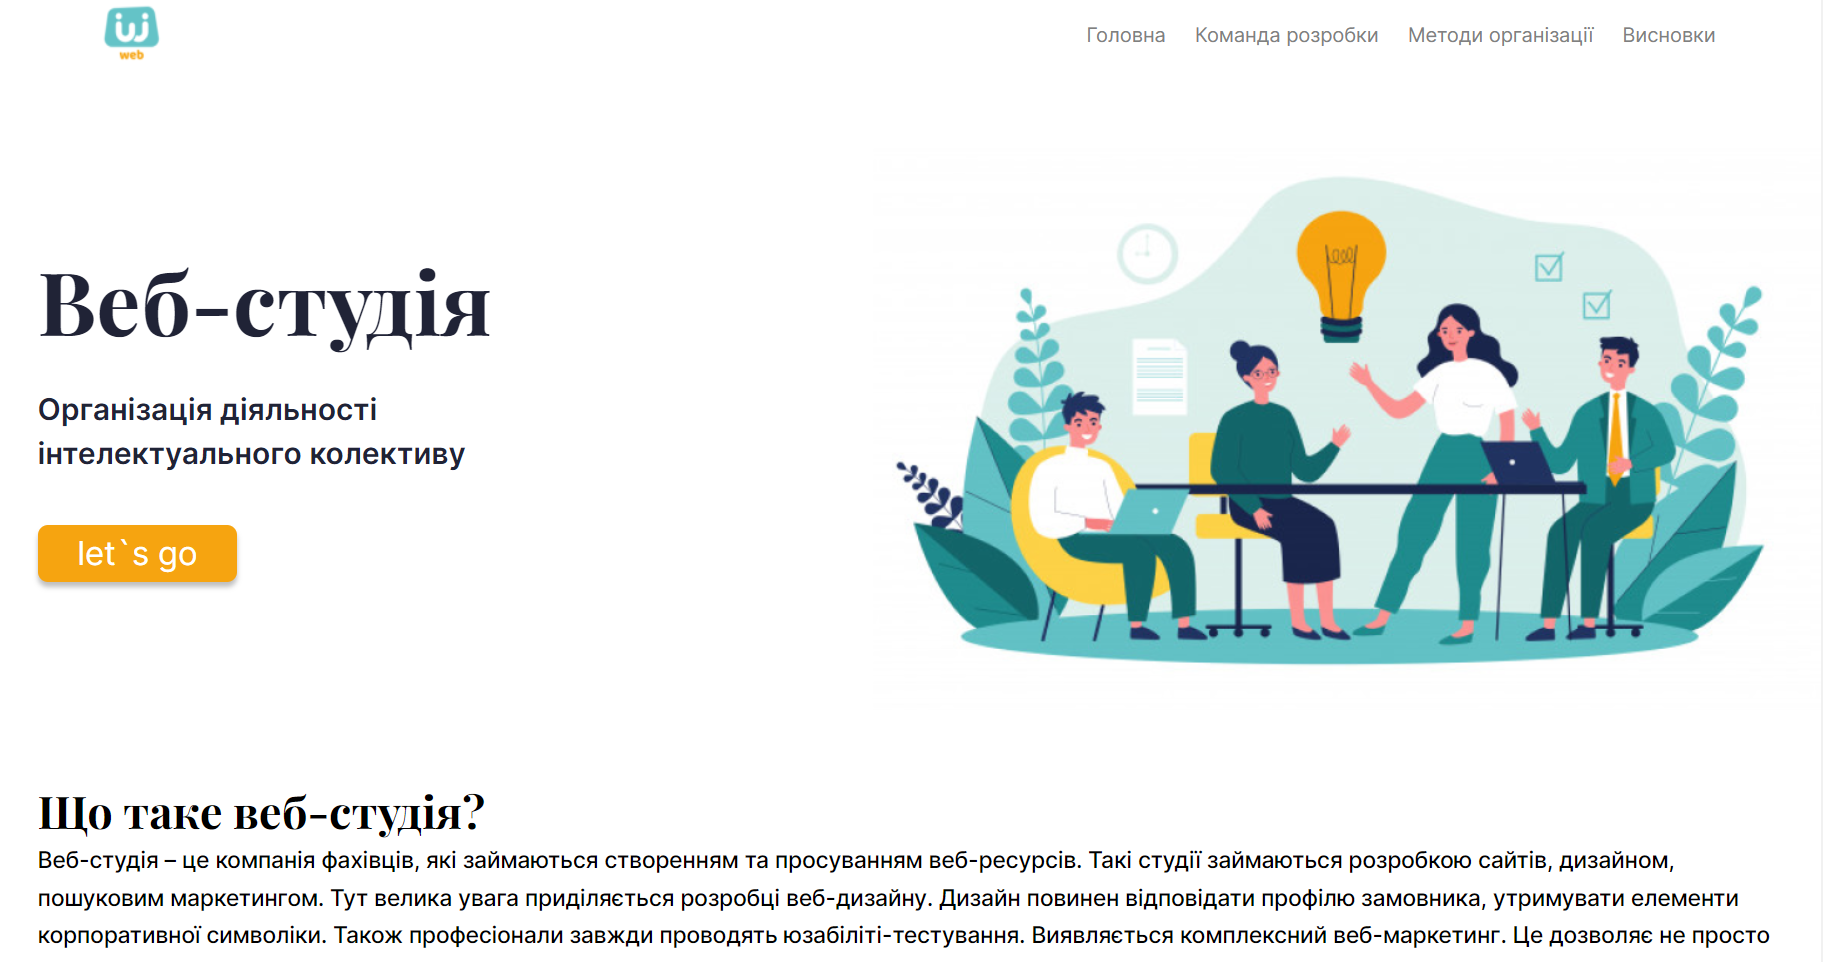 web
Головна Команда розробки Методи організації Висновки
Веб-студія
Організація діяльності
інтелектуального колективу
let`s go
Що таке веб-студія?
Веб-студія – це компанія фахівців, які займаються створенням та просуванням веб-ресурсів. Такі студії займаються розробкою сайтів, дизайном,
пошуковим маркетингом. Тут велика увага приділяється розробці веб-дизайну. Дизайн повинен відповідати профілю замовника, утримувати елементи
корпоративної символіки. Також професіонали завжди проводять юзабіліті-тестування. Виявляється комплексний веб-маркетинг. Це дозволяє не просто